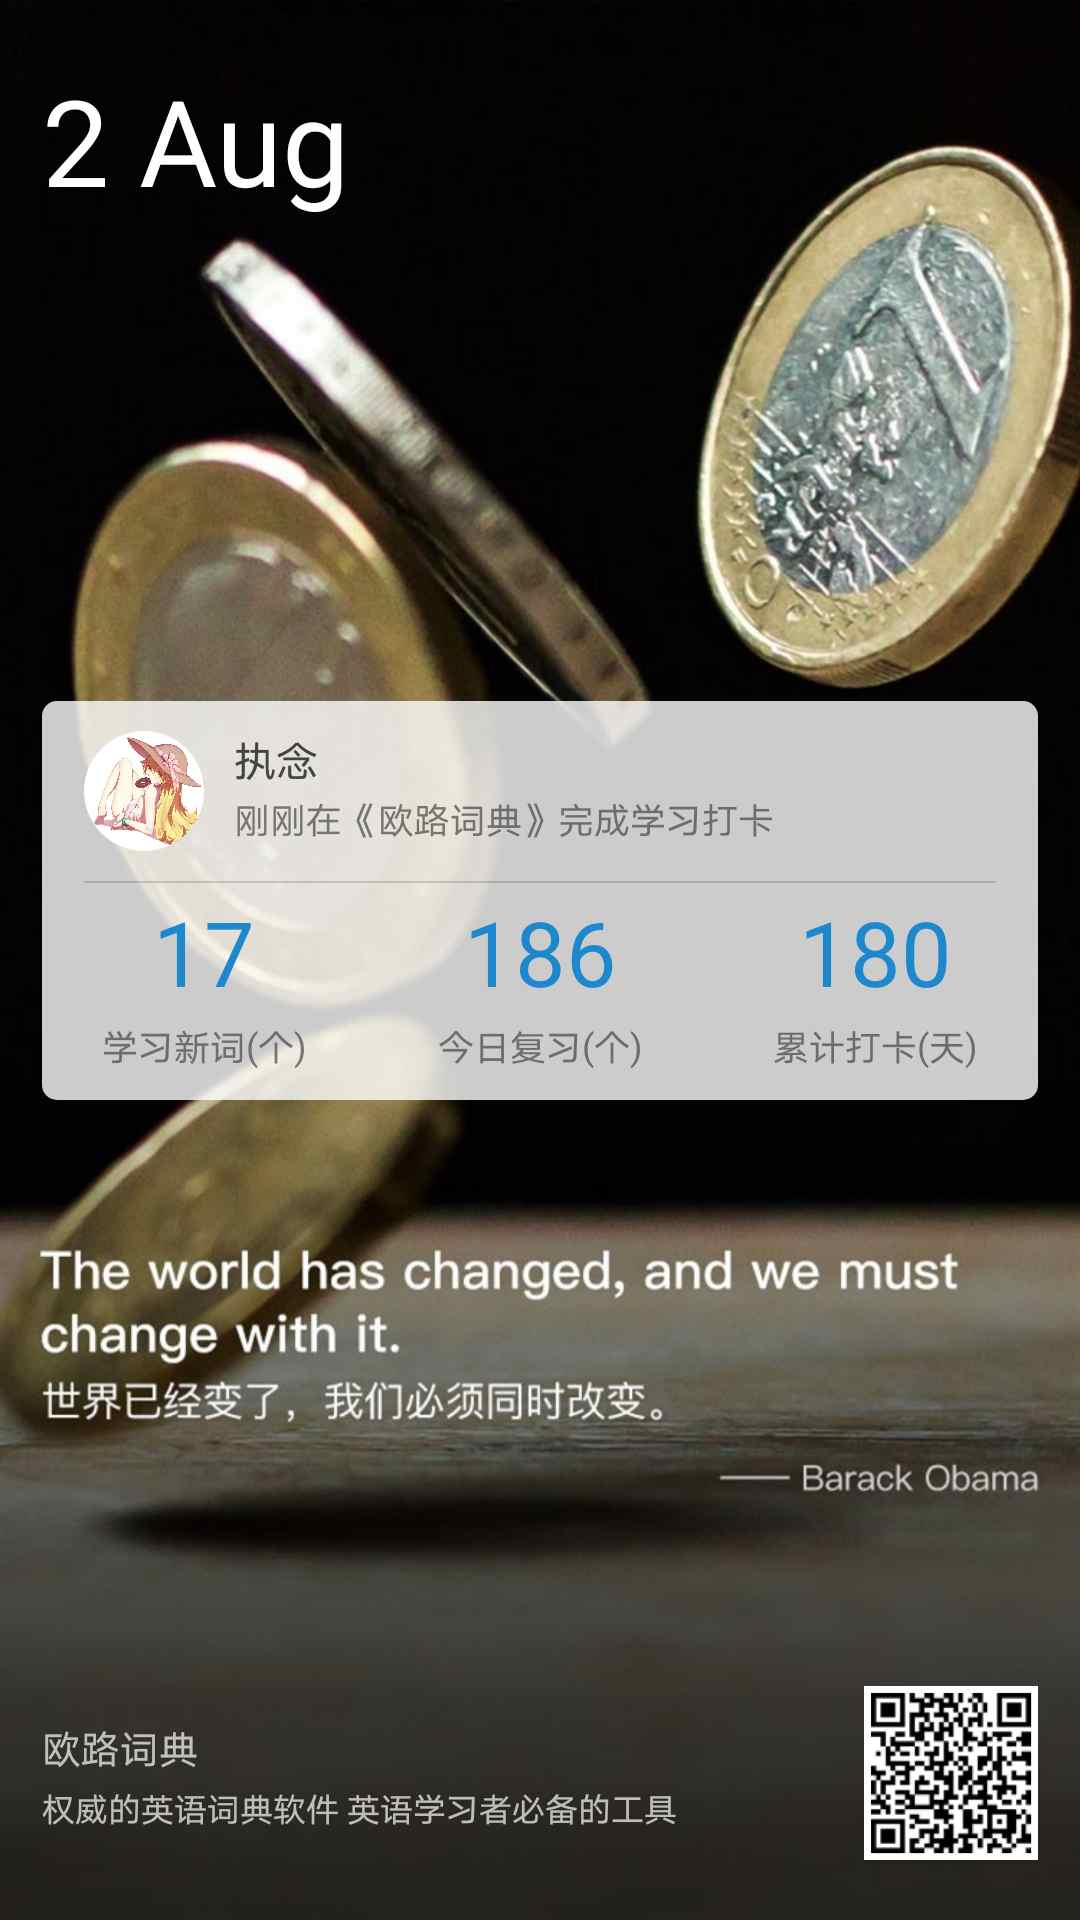 2 Aug
执念
刚刚在《欧路词典》完成学习打卡
17 186 180
学习新词(个) 今日复习(个) 累计打卡(天)
The world has changed, and we must
change with it.
世界已经变了，我们必须同时改变。
—— Barack Obama
欧路词典
权威的英语词典软件 英语学习者必备的工具